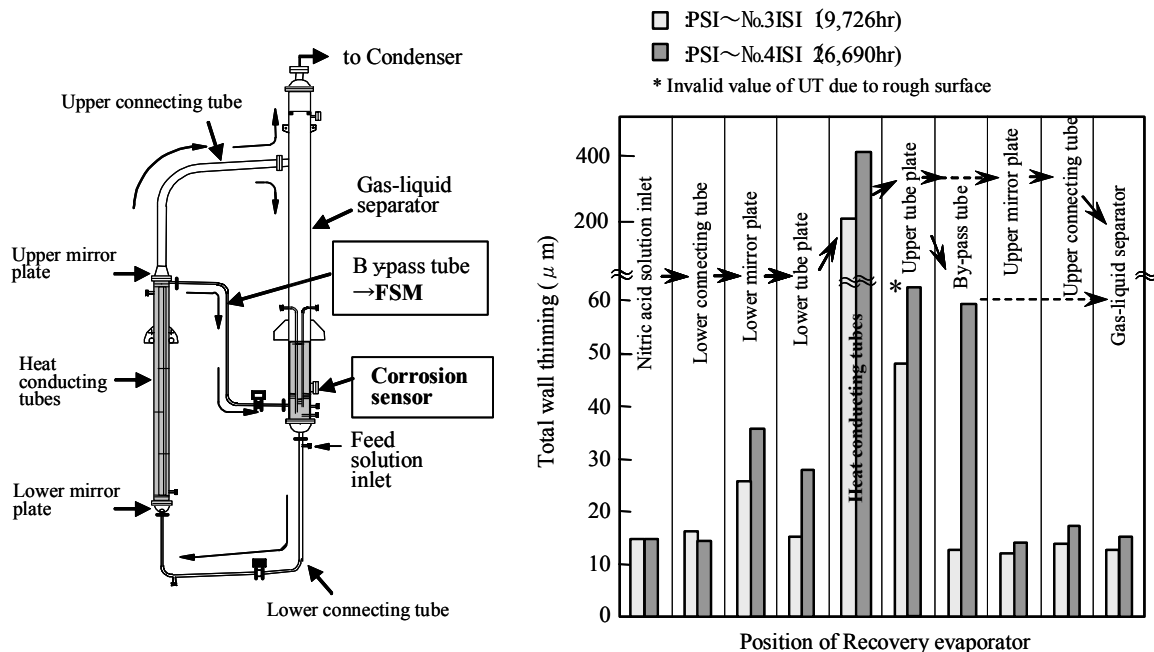 to Condenser
Upper connecting tube
Gas-liquid
separator
Upper mirror
plate
B y-pass tube
→FSM
Heat
conducting
tubes
Corrosion
sensor
Feed
solution
inlet
Lower mirror
plate
Lower connecting tube
:PSI～№.3ISI (19,726hr)
:PSI～№.4ISI (26,690hr)
* Invalid value of UT due to rough surface
Total wall thinning ( μ m)
400
200
60
50
40
30
20
10
0
Nitric acid solution inlet
Lower connecting tube
Lower mirror plate
Lower tube plate
Heat conducting tubes
*
Upper tube plate
By-pass tube
Upper mirror plate
Upper connecting tube
Gas-liquid separator
Position of Recovery evaporator